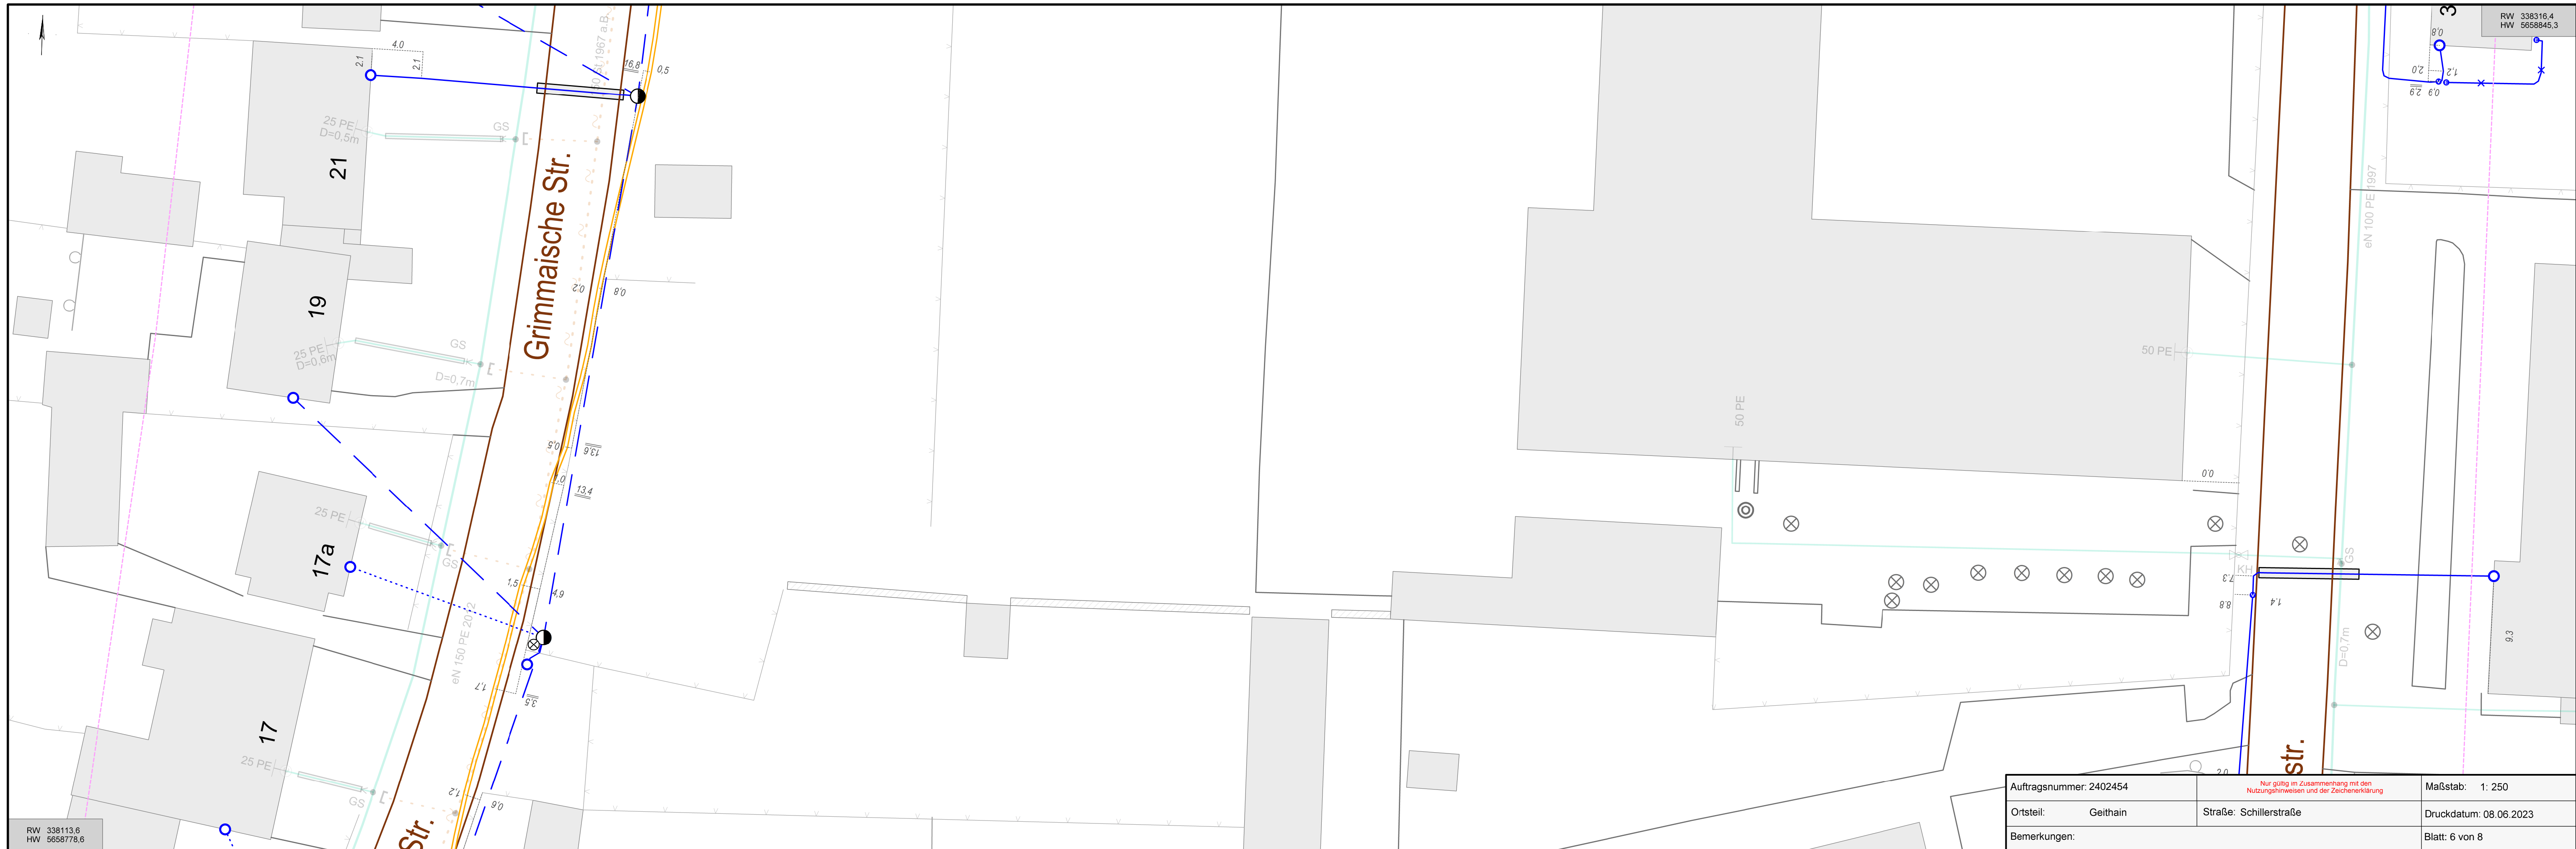 4.0
2.1
2.1
16,8
0,5
50 St 1967 a.B.
3
RW 338316,4
HW 5658845,3
0,8
2,0
1,2
2,9
0,9
25 PE
D=0,5m
GS
21
Grimmaische Str.
eN 100 PE 1997
19
0,2
0,8
25 PE
D=0,6m
GS
D=0,7m
50 PE
50 PE
0,5
13,6
13,4
0.0
25 PE
17a
GS
1,5
4,9
GS
KH
7,3
8,8
1,4
eN 150 PE 2012
D=0,7m
9.3
1,7
3,5
17
25 PE
GS
1,2
0,6
Str.
str.
2,0
RW 338113,6
HW 5658778,6
Auftragsnummer: 2402454
Nur gültig im Zusammenhang mit den
Nutzungshinweisen und der Zeichenerklärung
Maßstab: 1: 250
Ortsteil: Geithain
Straße: Schillerstraße
Druckdatum: 08.06.2023
Bemerkungen:
Blatt: 6 von 8